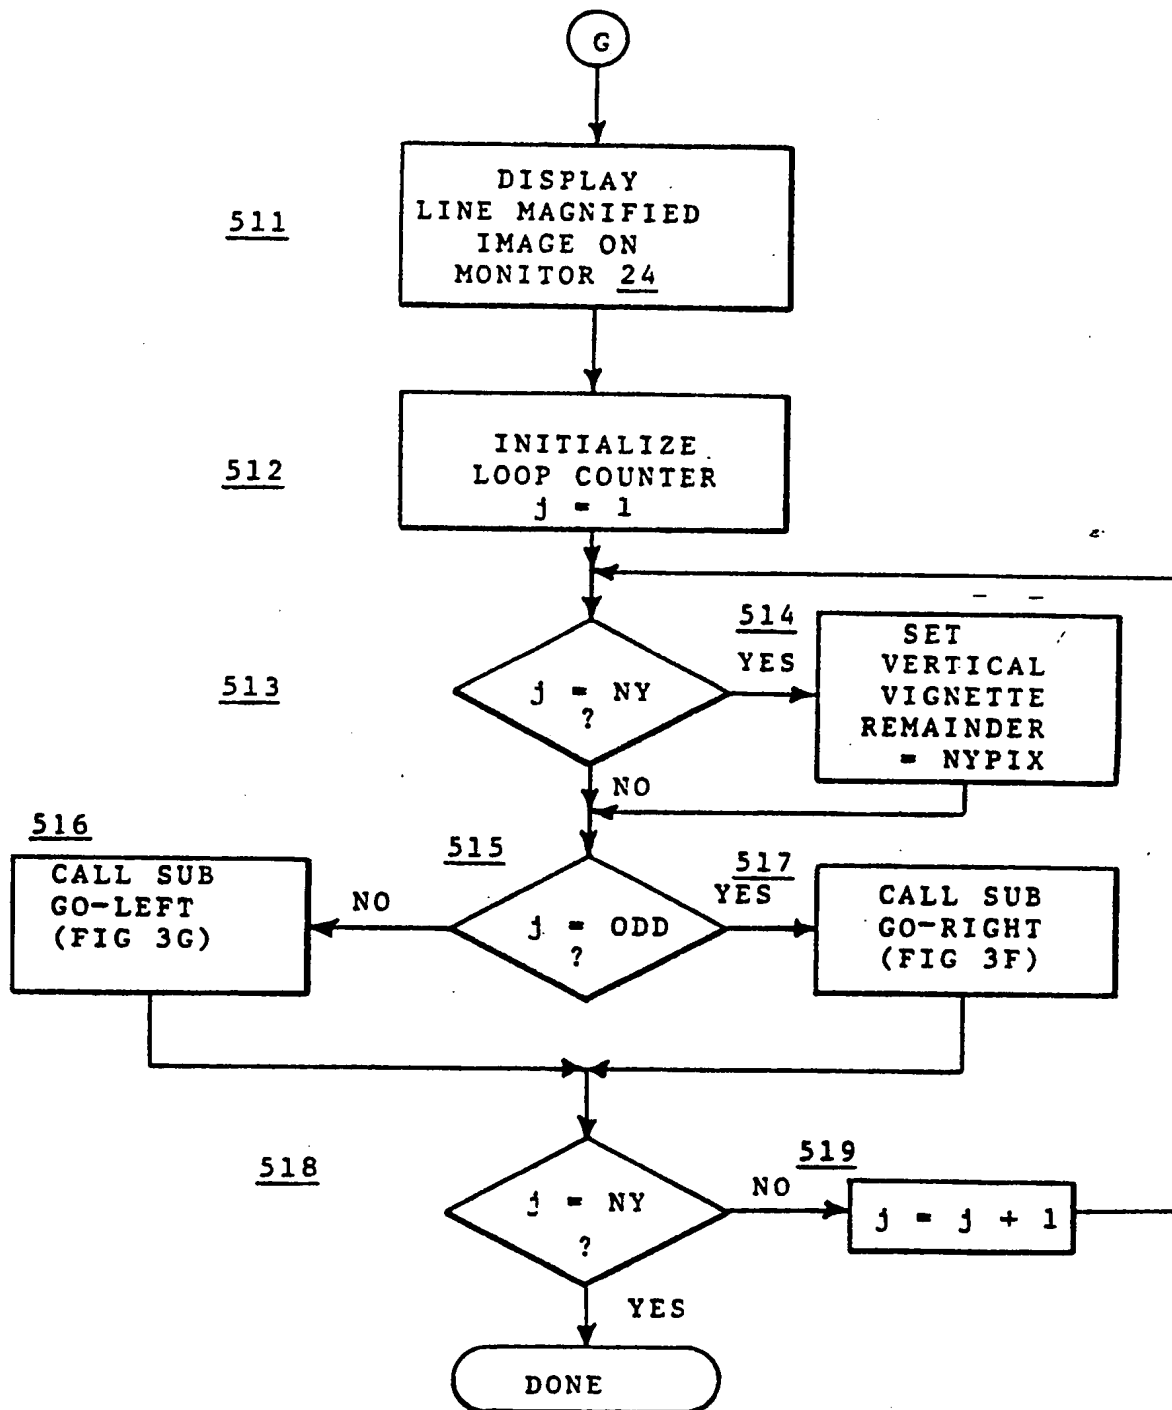 G
DISPLAY
LINE MAGNIFIED
IMAGE ON
MONITOR 24
511
INITIALIZE
LOOP COUNTER
j = 1
512
513
j = NY
?
514
YES
SET
VERTICAL
VIGNETTE
REMAINDER
= NYPIX
NO
516
CALL SUB
GO-LEFT
(FIG 3G)
NO
515
j = ODD
?
517
YES
CALL SUB
GO-RIGHT
(FIG 3F)
518
j = NY
?
NO
519
j = j + 1
YES
DONE